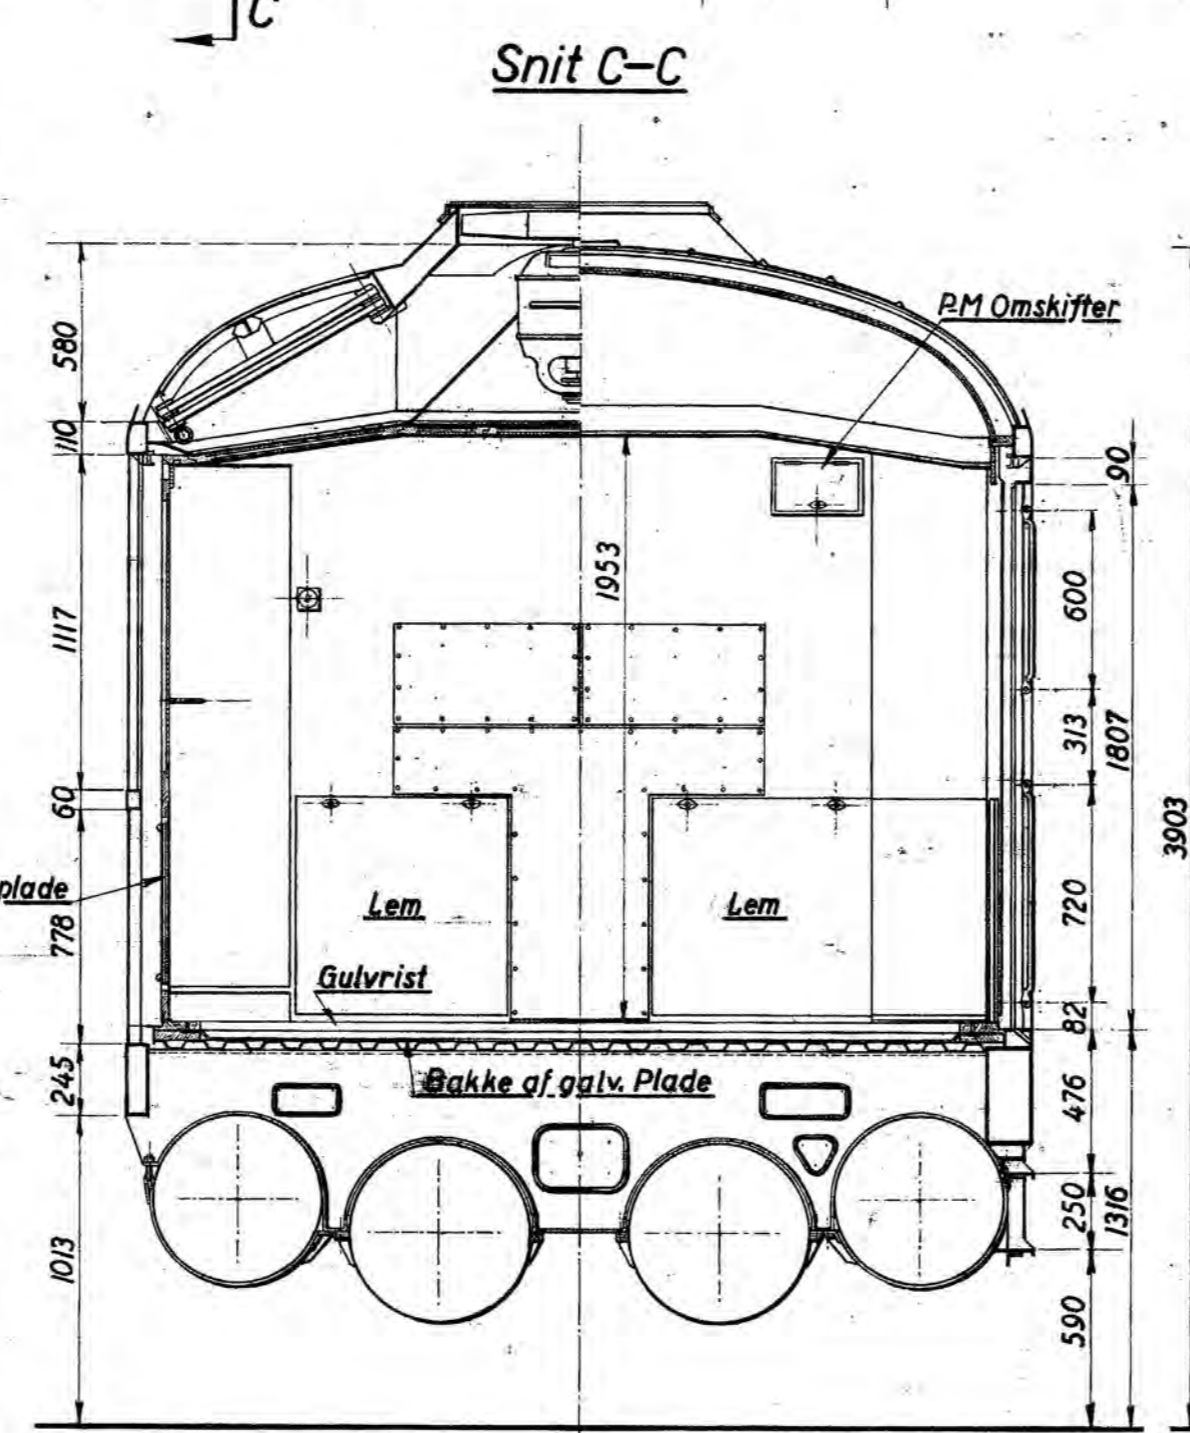 C
Snit C-C
P-M Omskifter
580
110
90
1953
600
1117
313
1807
60
3903
plade
Lem
Lem
720
778
Gulvrist
82
245
Bakke af galv. Plade
476
250
1316
1013
590